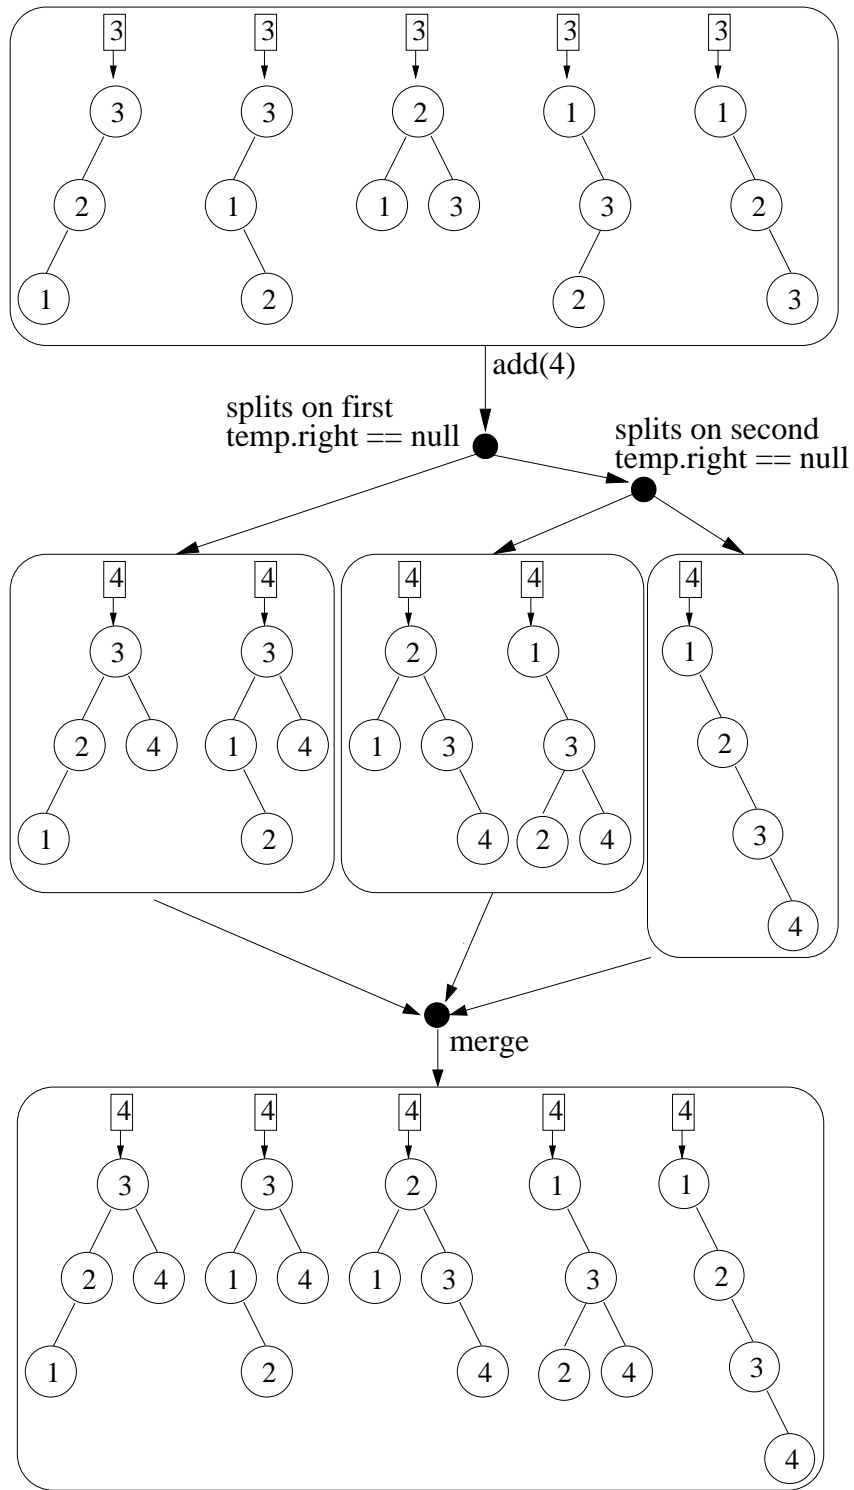 3 3 3 3 3
3 3 2 1 1
2 1 1 3 3 2
1 2 2 3
add(4)
splits on first
temp.right == null
splits on second
temp.right == null
4 4 4 4 4
3 3 2 1 1
2 4 1 4 1 3 3 2
1 2 4 2 4 3
4
merge
4 4 4 4 4
3 3 2 1 1
2 4 1 4 1 3 3 2
1 2 4 2 4 3
4